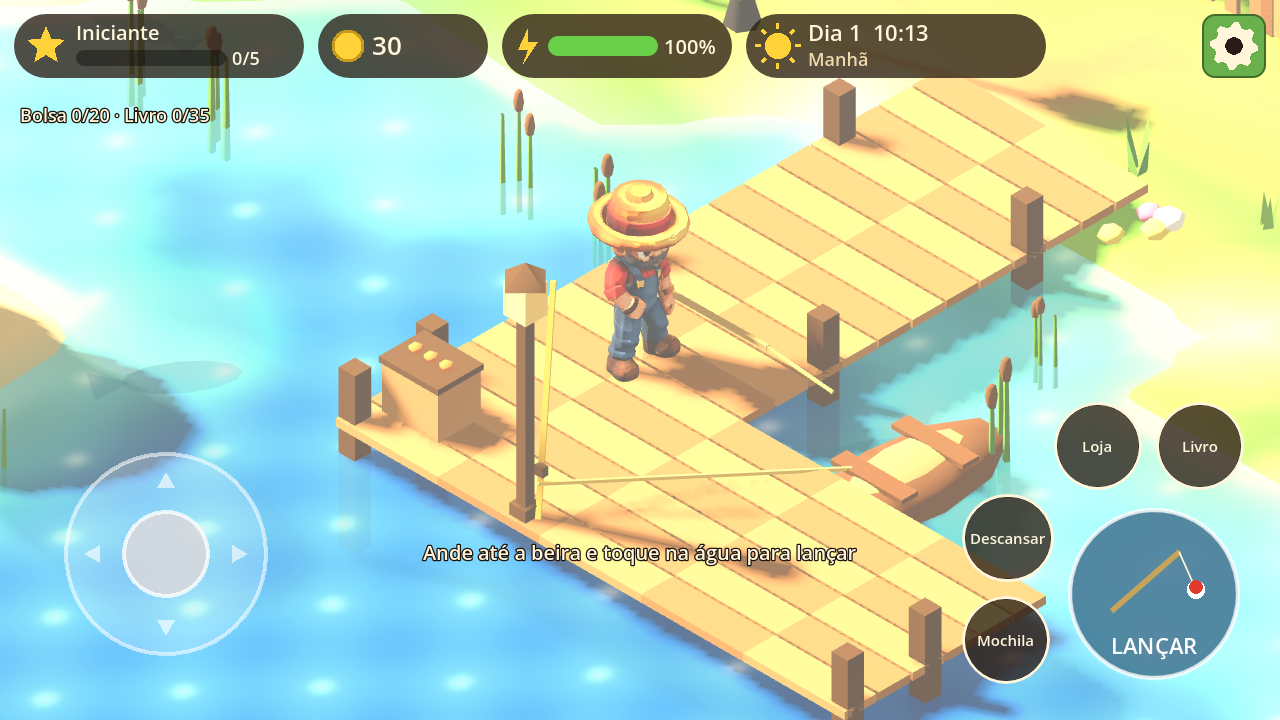 Iniciante
0/5
30
100%
Dia 1 10:13
Manhã
Bolsa 0/20 · Livro 0/35
Loja
Livro
Descansar
Ande até a beira e toque na água para lançar
Mochila
LANÇAR